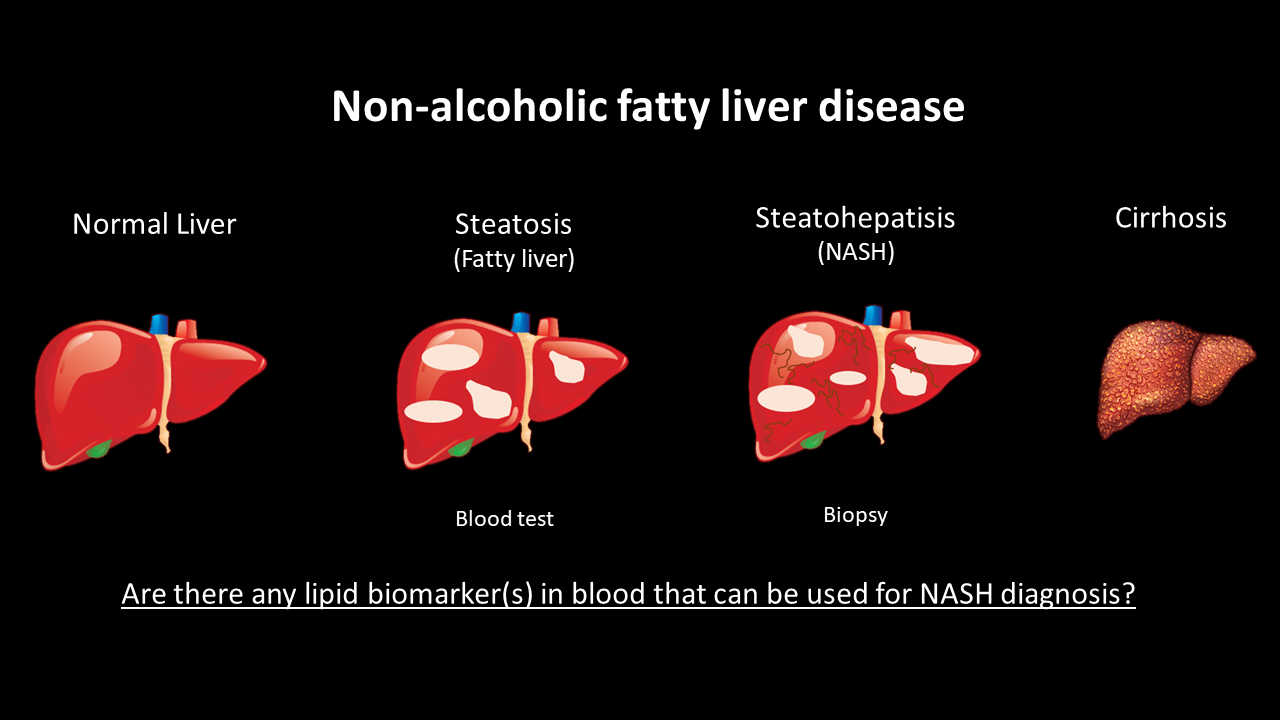 Non-alcoholic fatty liver disease
Normal Liver
Steatosis
(Fatty liver)
Steatohepatisis
(NASH)
Cirrhosis
Blood test
Biopsy
Are there any lipid biomarker(s) in blood that can be used for NASH diagnosis?